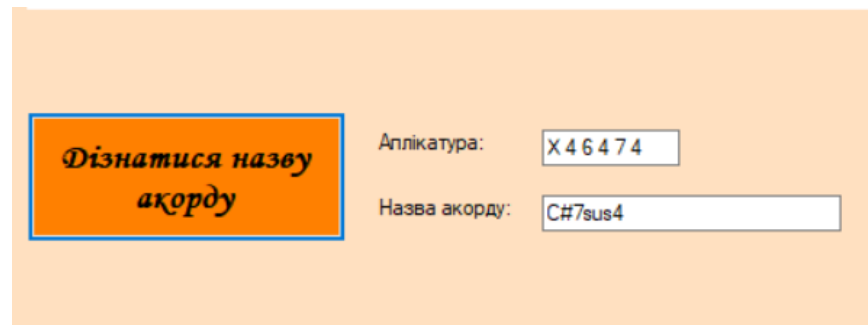 Дізнатися назву
акорду
Аплікатура:
X 4 6 4 7 4
Назва акорду:
C#7sus4